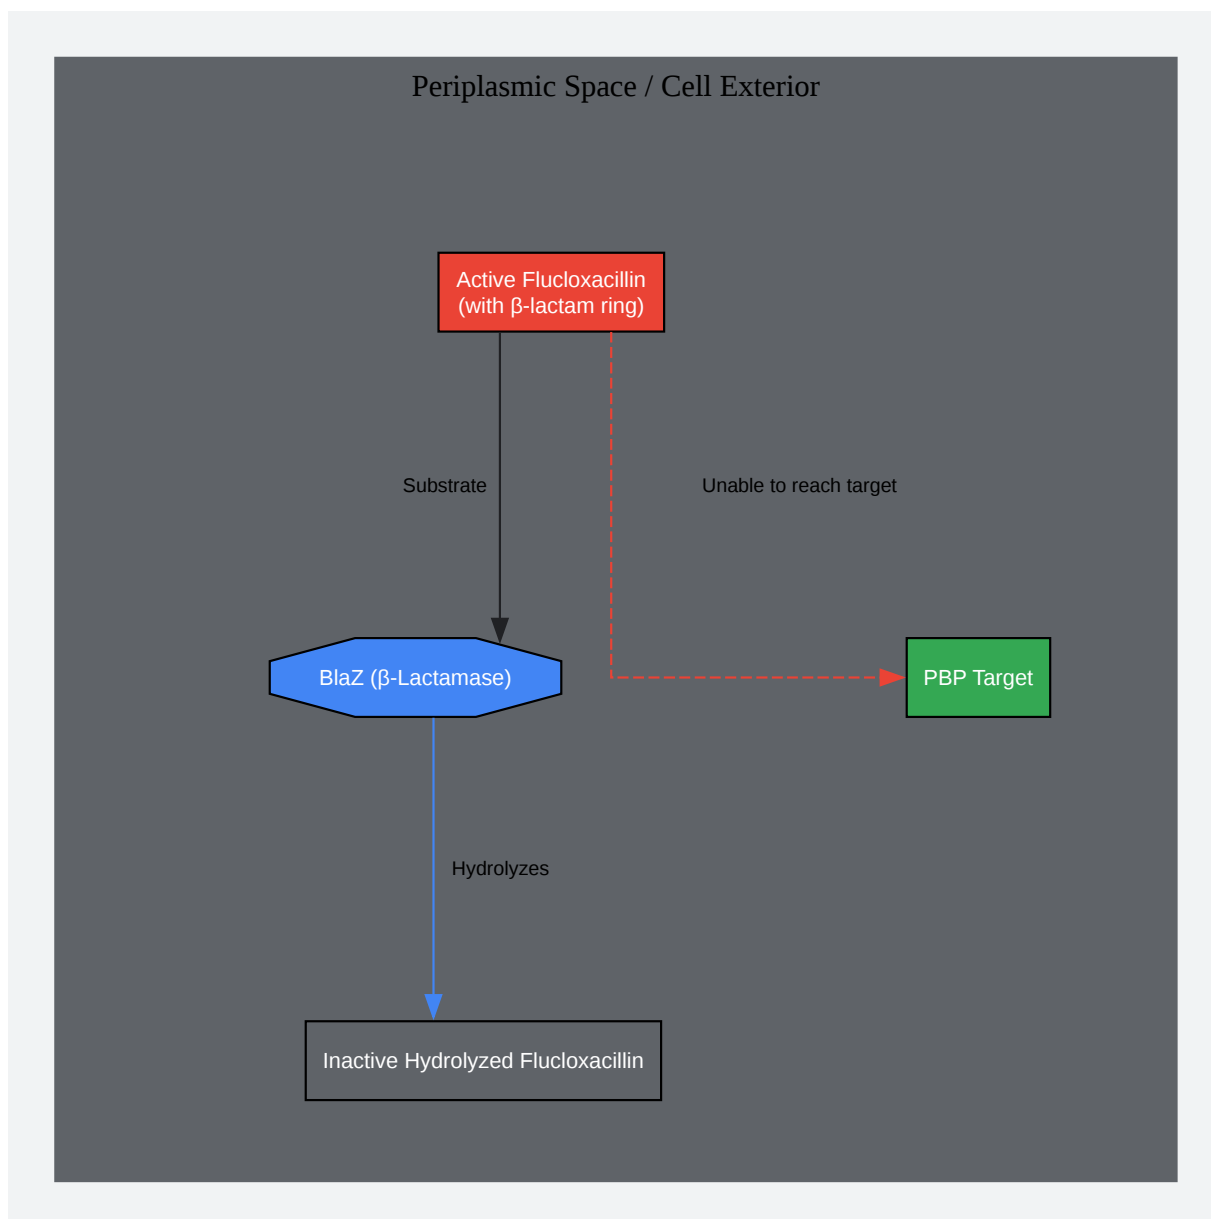 Periplasmic Space / Cell Exterior
Active Flucloxacillin
(with β-lactam ring)
Substrate
Unable to reach target
BlaZ (β-Lactamase)
PBP Target
Hydrolyzes
Inactive Hydrolyzed Flucloxacillin